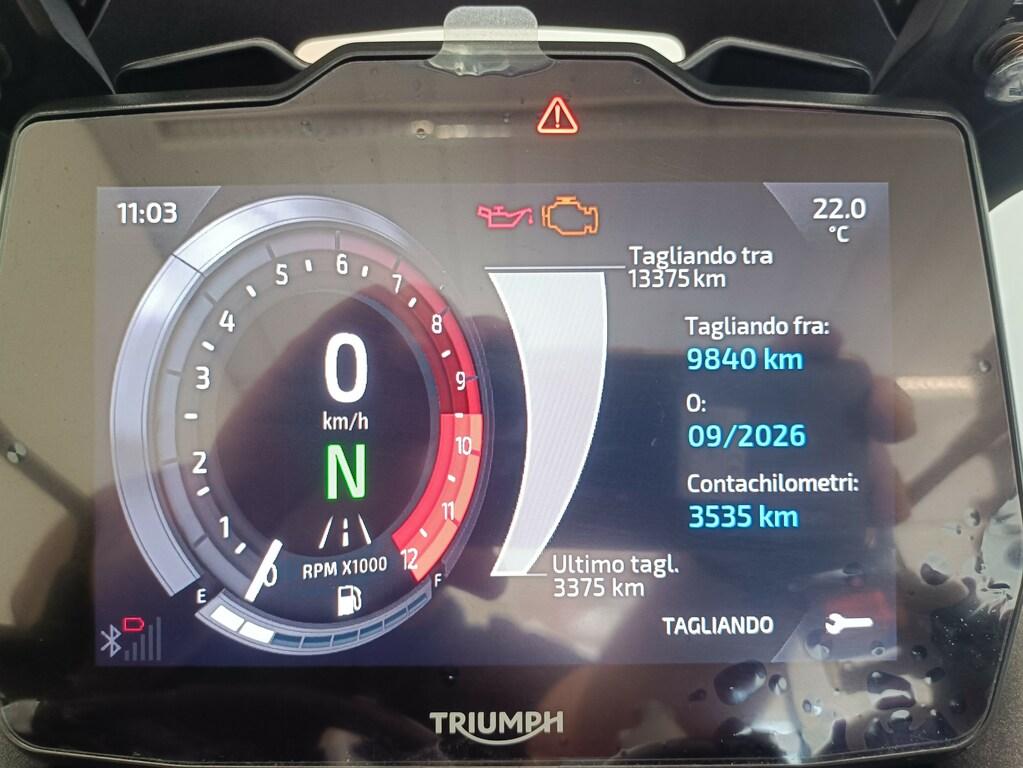 11:03
22.0
°C
Tagliando tra
13375 km
Tagliando fra:
9840 km
O:
09/2026
Contachilometri:
3535 km
Ultimo tagl.
3375 km
TAGLIANDO
0
km/h
N
RPM X1000
0
1
2
3
4
5
6
7
8
9
10
11
12
E
F
TRIUMPH